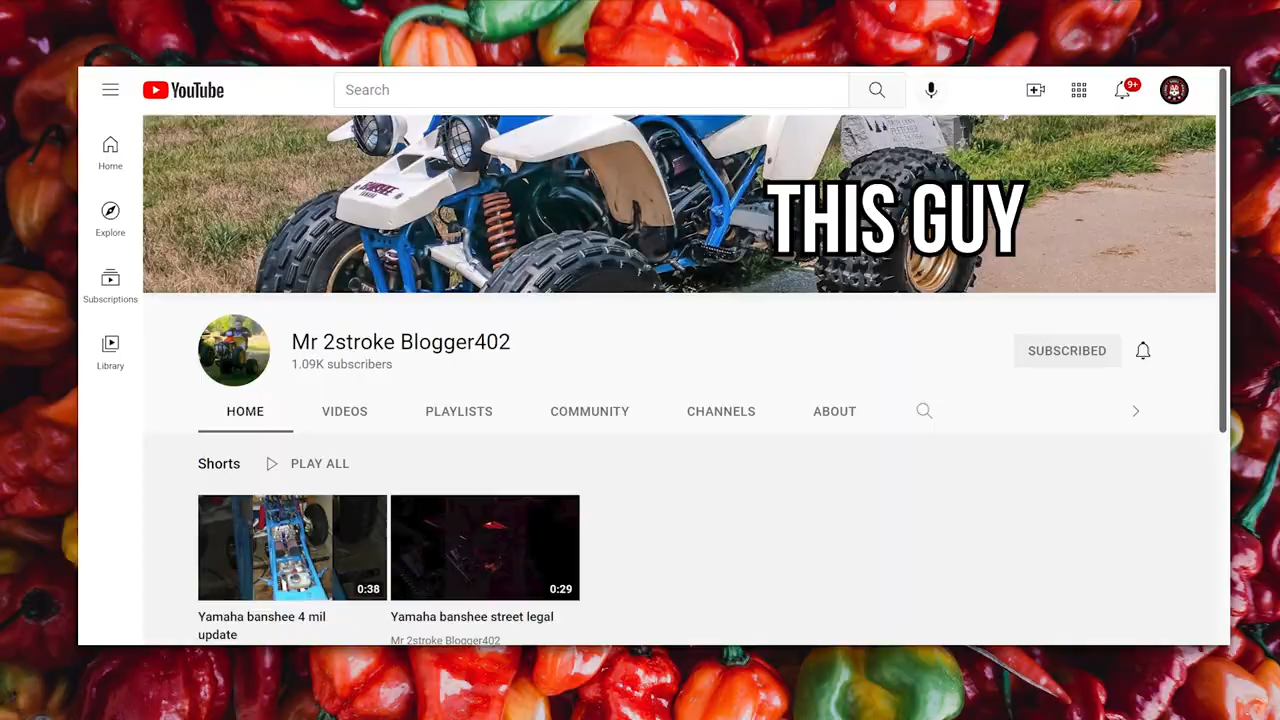 YouTube
Search
9+
Home
Explore
Subscriptions
Library
BANSHEE
THIS GUY
Mr 2stroke Blogger402
1.09K subscribers
SUBSCRIBED
HOME VIDEOS PLAYLISTS COMMUNITY CHANNELS ABOUT
Shorts PLAY ALL
0:38
0:29
Yamaha banshee 4 mil update
Yamaha banshee street legal
Mr 2stroke Blogger402